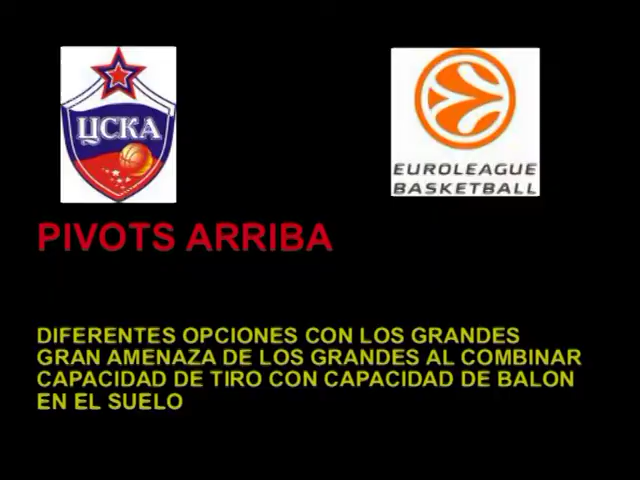 ЦСКА
EUROLEAGUE
BASKETBALL
PIVOTS ARRIBA
DIFERENTES OPCIONES CON LOS GRANDES
GRAN AMENAZA DE LOS GRANDES AL COMBINAR
CAPACIDAD DE TIRO CON CAPACIDAD DE BALON
EN EL SUELO